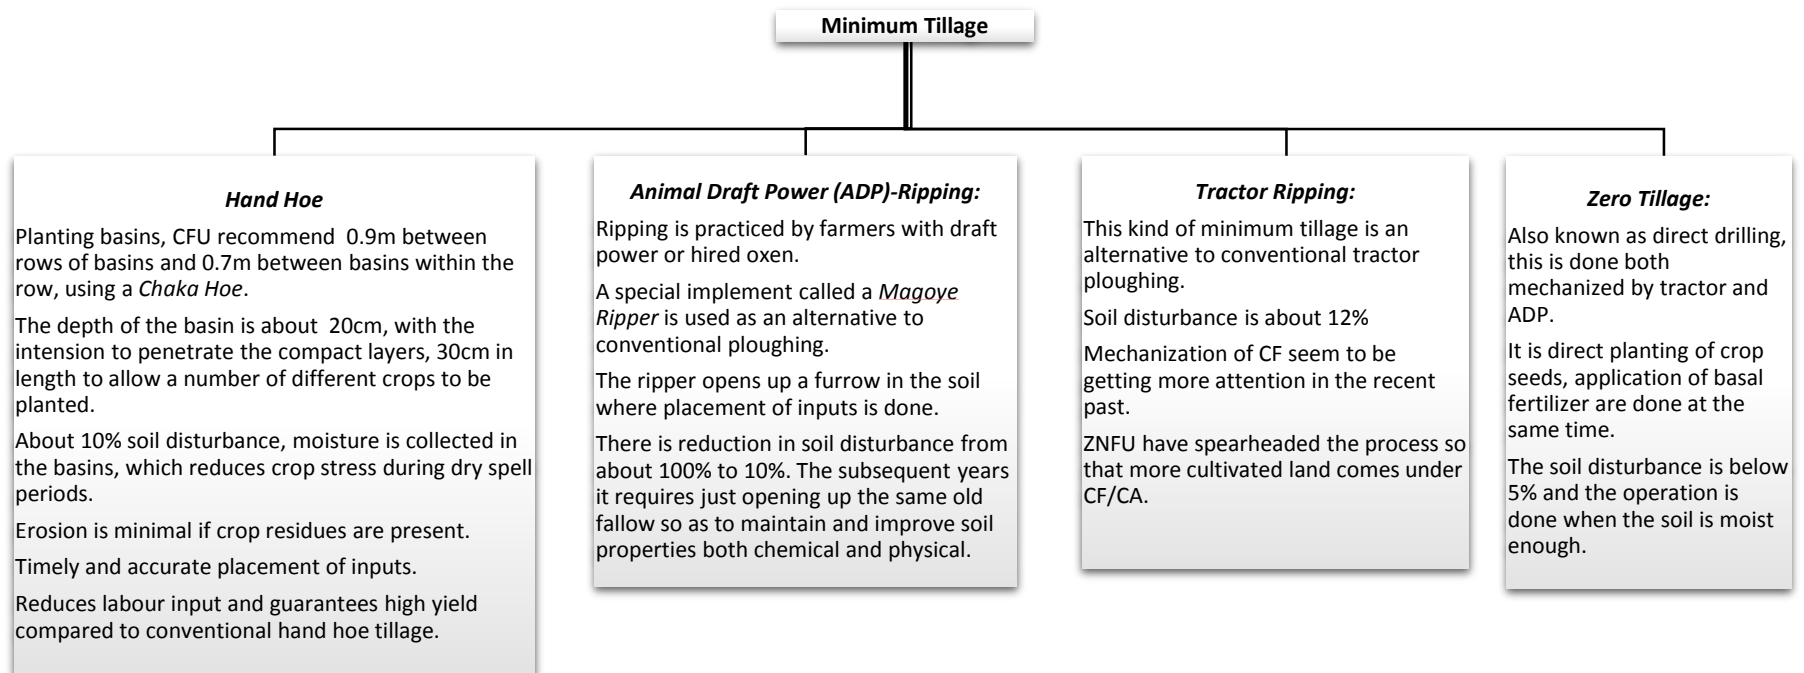 Minimum Tillage
Hand Hoe
Planting basins, CFU recommend 0.9m between
rows of basins and 0.7m between basins within the
row, using a Chaka Hoe.
The depth of the basin is about 20cm, with the
intension to penetrate the compact layers, 30cm in
length to allow a number of different crops to be
planted.
About 10% soil disturbance, moisture is collected in
the basins, which reduces crop stress during dry spell
periods.
Erosion is minimal if crop residues are present.
Timely and accurate placement of inputs.
Reduces labour input and guarantees high yield
compared to conventional hand hoe tillage.
Animal Draft Power (ADP)-Ripping:
Ripping is practiced by farmers with draft
power or hired oxen.
A special implement called a Magoye
Ripper is used as an alternative to
conventional ploughing.
The ripper opens up a furrow in the soil
where placement of inputs is done.
There is reduction in soil disturbance from
about 100% to 10%. The subsequent years
it requires just opening up the same old
fallow so as to maintain and improve soil
properties both chemical and physical.
Tractor Ripping:
This kind of minimum tillage is an
alternative to conventional tractor
ploughing.
Soil disturbance is about 12%
Mechanization of CF seem to be
getting more attention in the recent
past.
ZNFU have spearheaded the process so
that more cultivated land comes under
CF/CA.
Zero Tillage:
Also known as direct drilling,
this is done both
mechanized by tractor and
ADP.
It is direct planting of crop
seeds, application of basal
fertilizer are done at the
same time.
The soil disturbance is below
5% and the operation is
done when the soil is moist
enough.